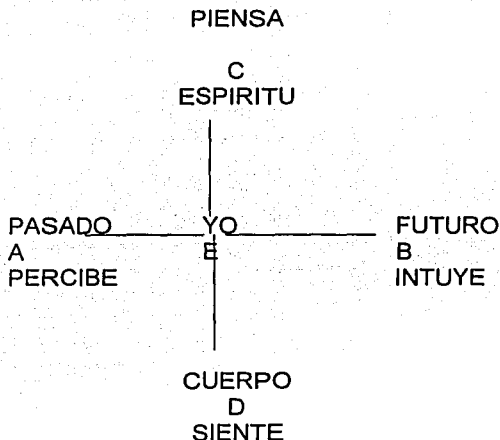 PIENSA
C
ESPIRITU
PASADO YO FUTURO
A E B
PERCIBE INTUYE
CUERPO
D
SIENTE